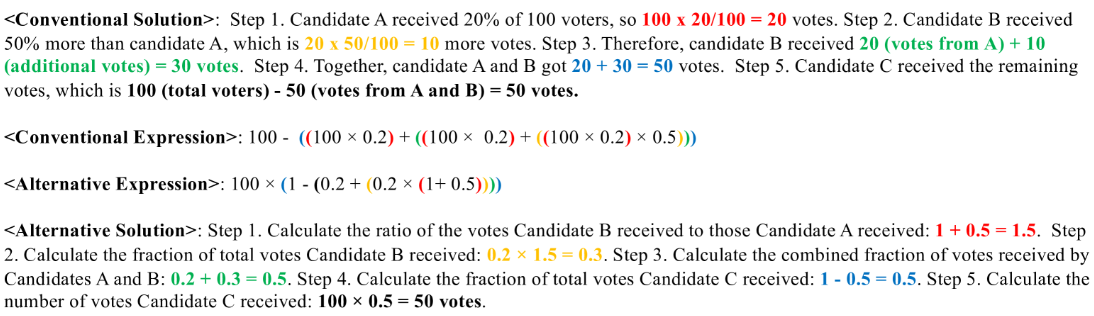 <Conventional Solution>: Step 1. Candidate A received 20% of 100 voters, so 100 x 20/100 = 20 votes. Step 2. Candidate B received
50% more than candidate A, which is 20 x 50/100 = 10 more votes. Step 3. Therefore, candidate B received 20 (votes from A) + 10
(additional votes) = 30 votes. Step 4. Together, candidate A and B got 20 + 30 = 50 votes. Step 5. Candidate C received the remaining
votes, which is 100 (total voters) - 50 (votes from A and B) = 50 votes.
<Conventional Expression>: 100 - ((100 × 0.2) + ((100 × 0.2) + ((100 × 0.2) × 0.5)))
<Alternative Expression>: 100 × (1 - (0.2 + (0.2 × (1+ 0.5))))
<Alternative Solution>: Step 1. Calculate the ratio of the votes Candidate B received to those Candidate A received: 1 + 0.5 = 1.5. Step
2. Calculate the fraction of total votes Candidate B received: 0.2 × 1.5 = 0.3. Step 3. Calculate the combined fraction of votes received by
Candidates A and B: 0.2 + 0.3 = 0.5. Step 4. Calculate the fraction of total votes Candidate C received: 1 - 0.5 = 0.5. Step 5. Calculate the
number of votes Candidate C received: 100 × 0.5 = 50 votes.